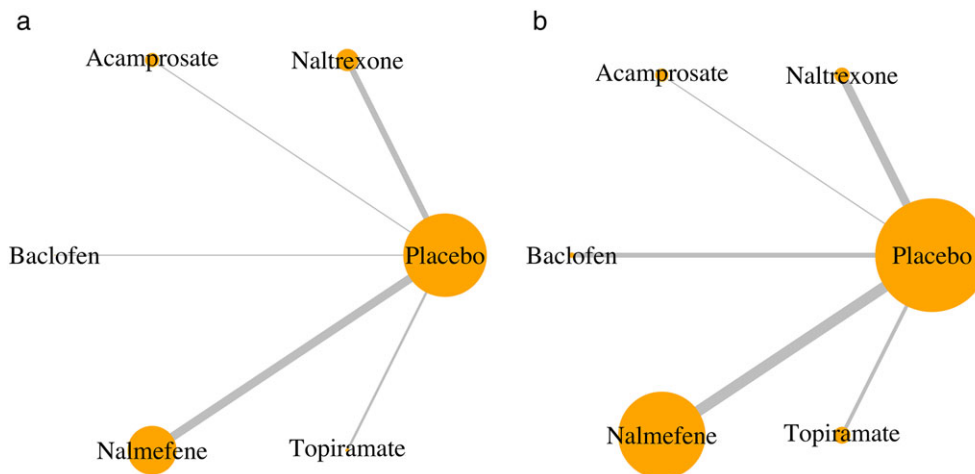 a
Acamprosate
Naltrexone
Baclofen
Placebo
Nalmefene
Topiramate
b
Acamprosate
Naltrexone
Baclofen
Placebo
Nalmefene
Topiramate